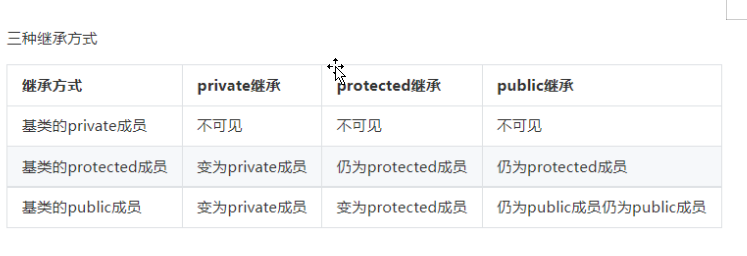 三种继承方式
继承方式 private继承 protected继承 public继承
基类的private成员 不可见 不可见 不可见
基类的protected成员 变为private成员 仍为protected成员 仍为protected成员
基类的public成员 变为private成员 变为protected成员 仍为public成员仍为public成员